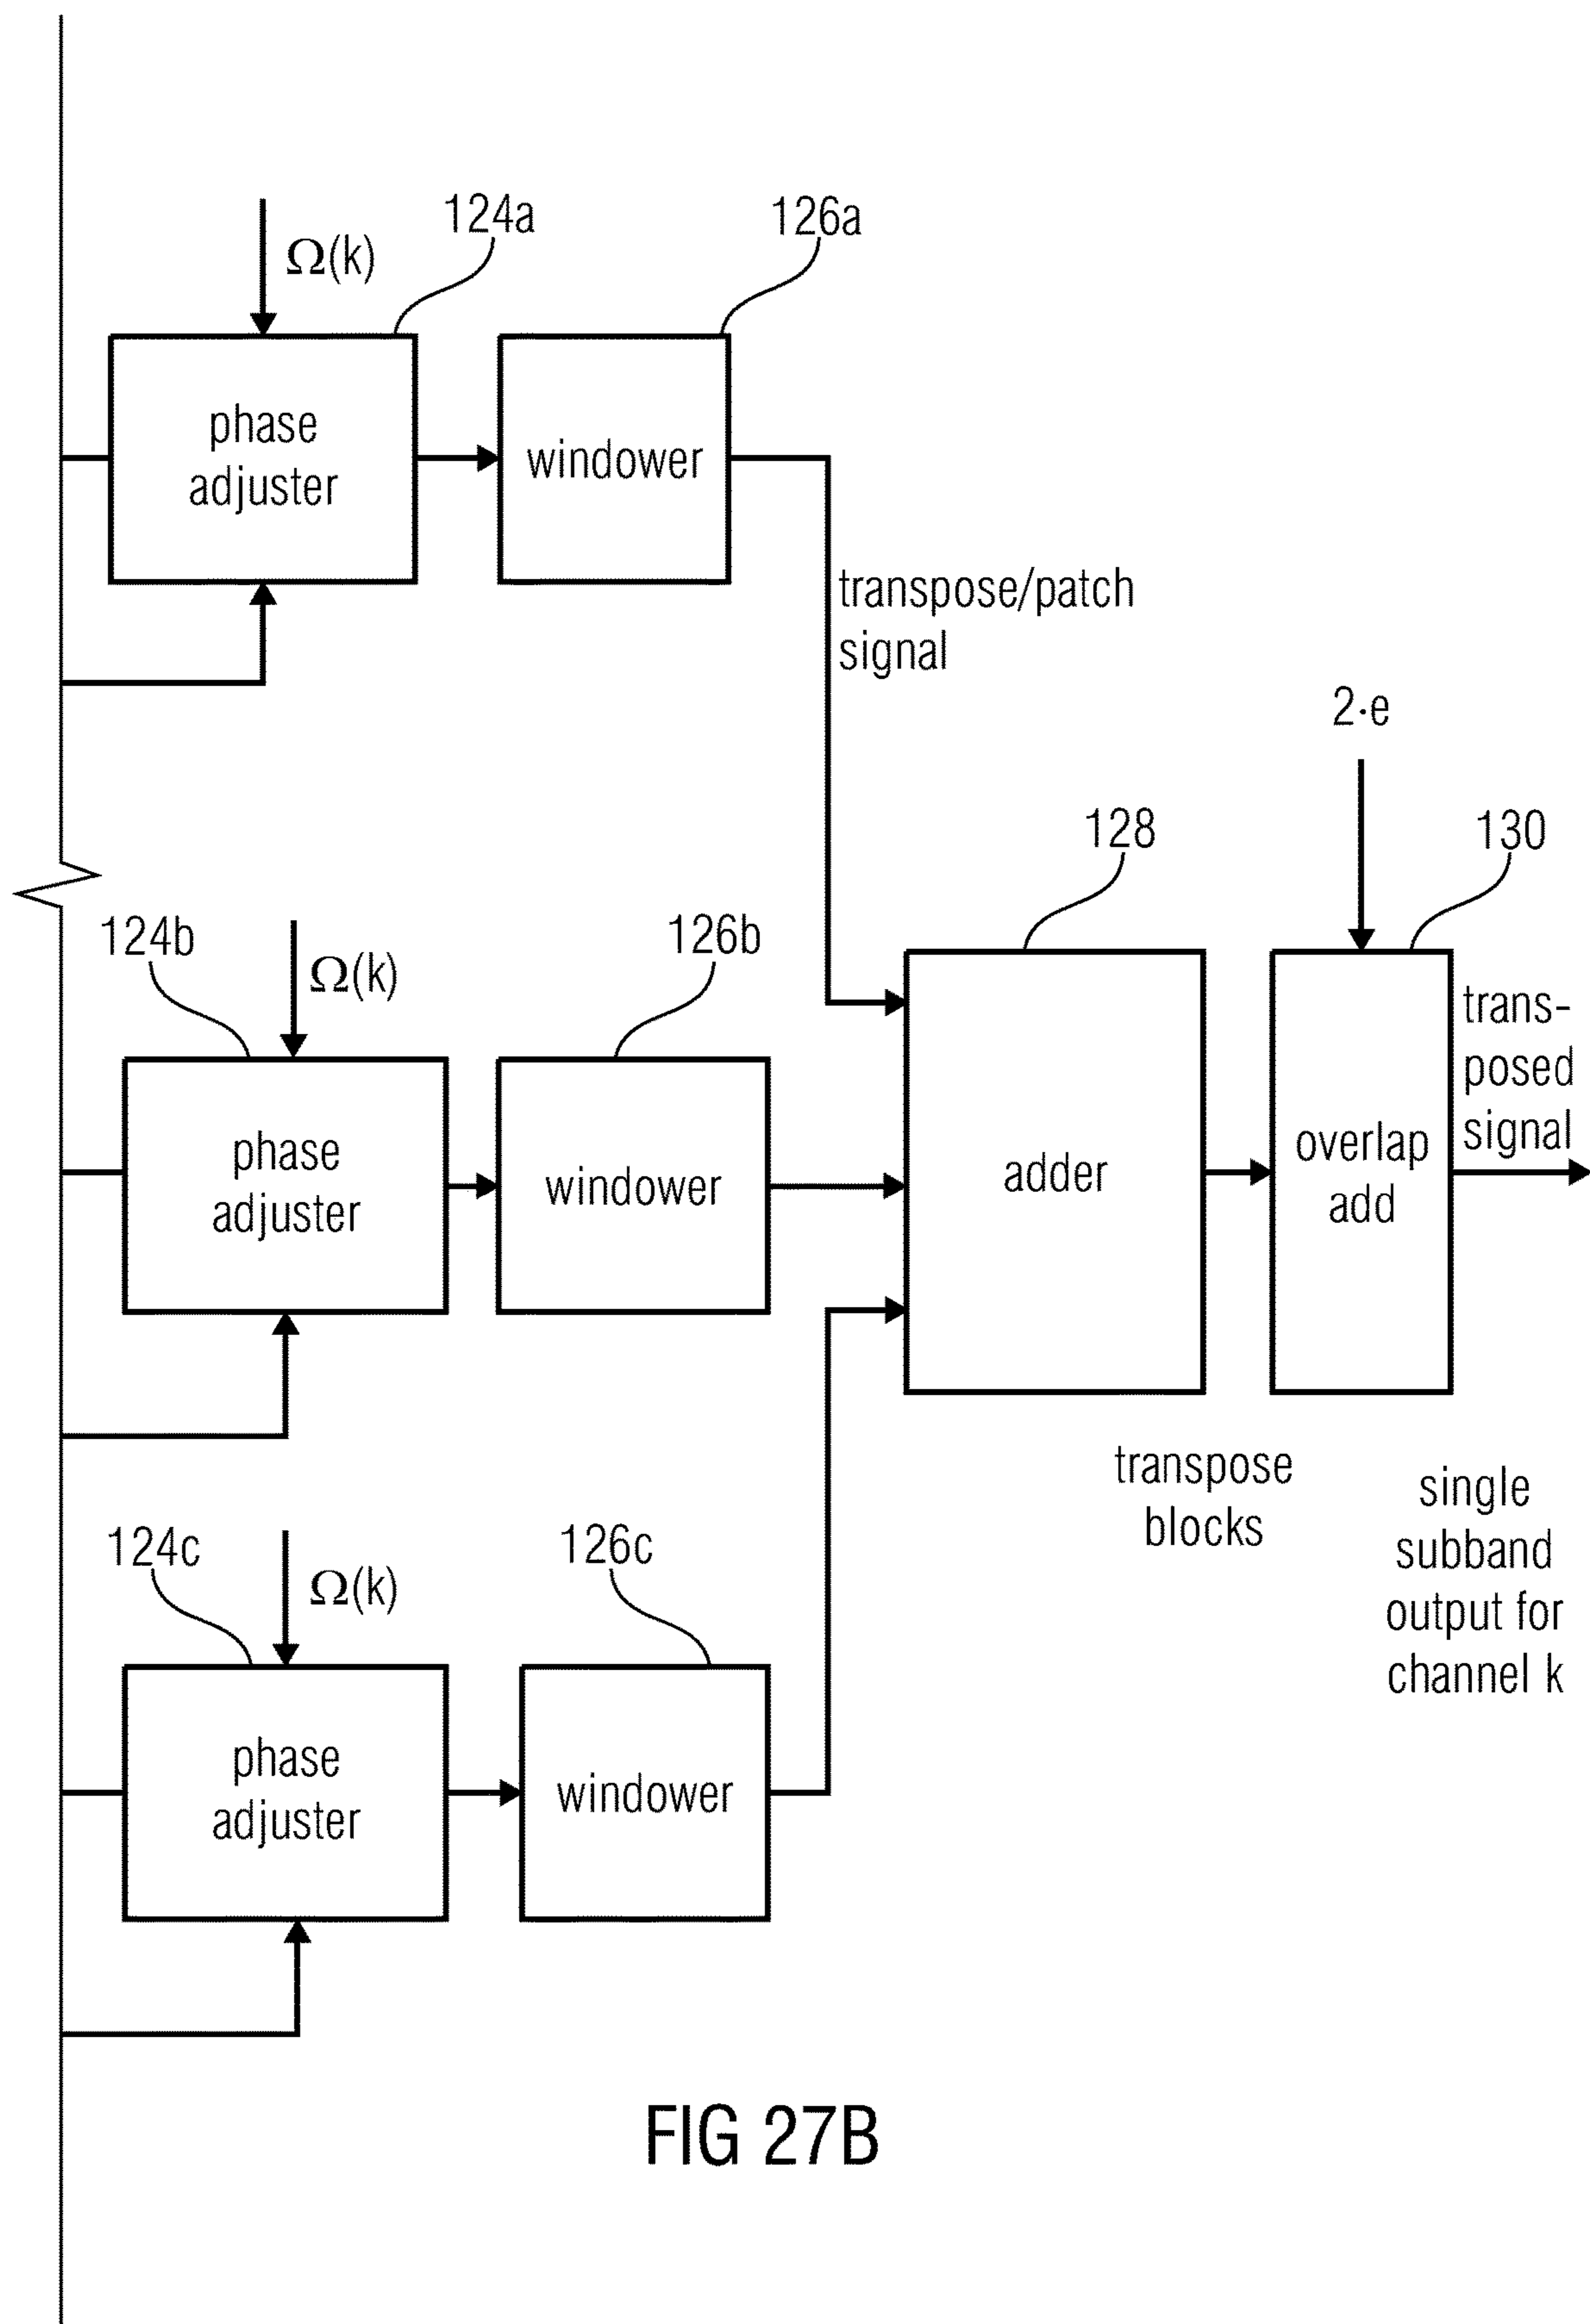 124a
126a
Ω(k)
phase
adjuster
windower
transpose/patch
signal
2·e
128
130
124b
126b
Ω(k)
trans-
posed
signal
phase
adjuster
windower
adder
overlap
add
transpose
blocks
single
subband
output for
channel k
124c
126c
Ω(k)
phase
adjuster
windower
FIG 27B